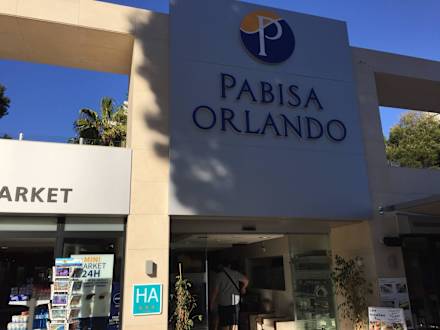 P
PABISA
ORLANDO
ARKET
MINI
MARKET
24H
HA